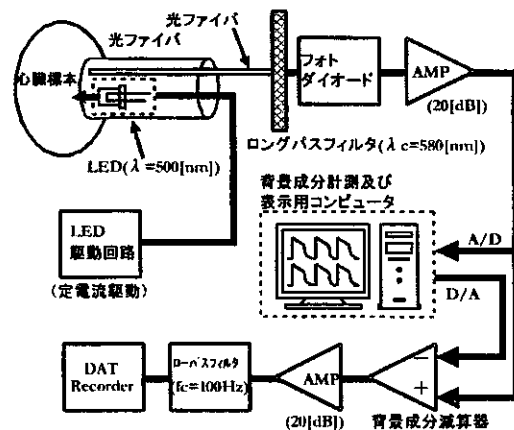 光ファイバ
光ファイバ
心臓標本
フォト
ダイオード
AMP
(20[dB])
LED(λ=500[nm])
ロングパスフィルタ(λc=580[nm])
背景成分計測及び
表示用コンピュータ
LED
駆動回路
(定電流駆動)
A/D
D/A
DAT
Recorder
ローパスフィルタ
(fc=100Hz)
AMP
(20[dB])
−
+
背景成分減算器